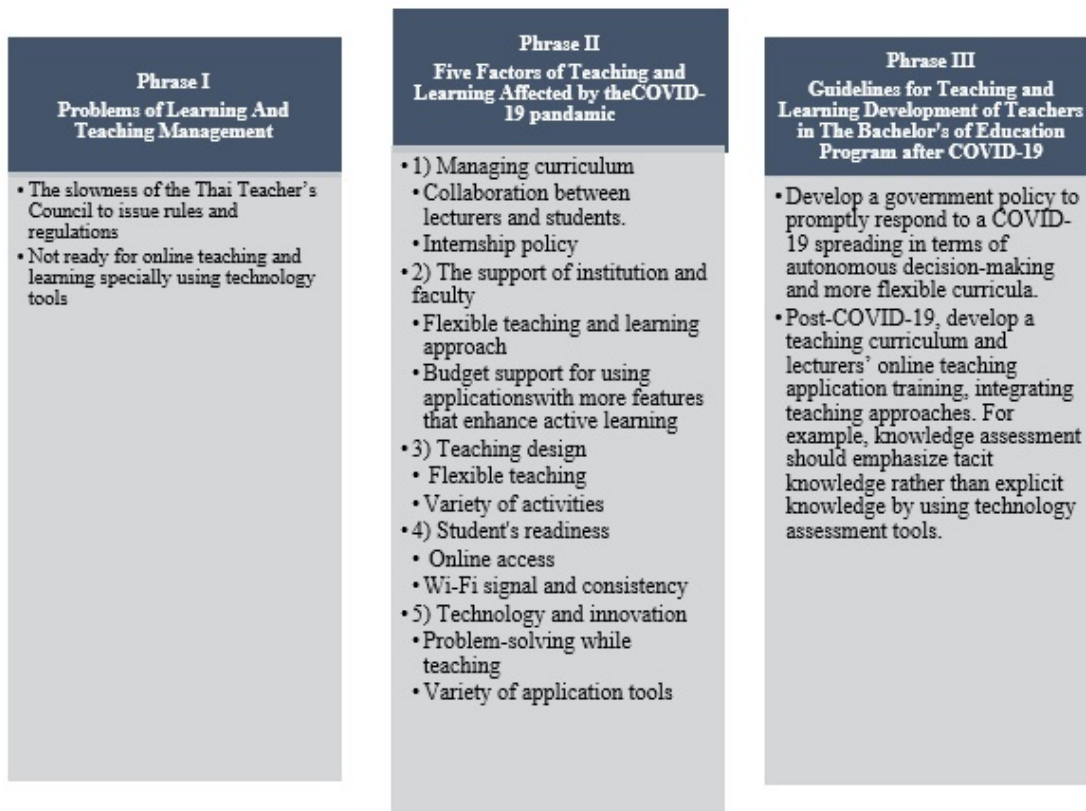 Phrase I
Problems of Learning And
Teaching Management
• The slowness of the Thai Teacher’s
Council to issue rules and
regulations
• Not ready for online teaching and
learning specially using technology
tools
Phrase II
Five Factors of Teaching and
Learning Affected by theCOVID-
19 pandamic
• 1) Managing curriculum
• Collaboration between
lecturers and students.
• Internship policy
• 2) The support of institution and
faculty
• Flexible teaching and learning
approach
• Budget support for using
applicationswith more features
that enhance active learning
• 3) Teaching design
• Flexible teaching
• Variety of activities
• 4) Student's readiness
• Online access
• Wi-Fi signal and consistency
• 5) Technology and innovation
• Problem-solving while
teaching
• Variety of application tools
Phrase III
Guidelines for Teaching and
Learning Development of Teachers
in The Bachelor's of Education
Program after COVID-19
• Develop a government policy to
promptly respond to a COVID-
19 spreading in terms of
autonomous decision-making
and more flexible curricula.
• Post-COVID-19, develop a
teaching curriculum and
lecturers’ online teaching
application training, integrating
teaching approaches. For
example, knowledge assessment
should emphasize tacit
knowledge rather than explicit
knowledge by using technology
assessment tools.